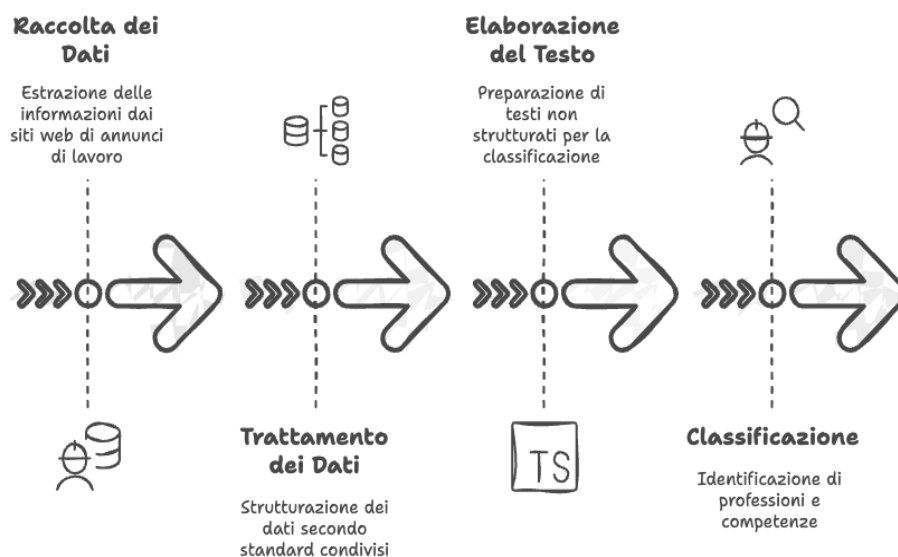 Raccolta dei
Dati
Estrazione delle
informazioni dai
siti web di annunci
di lavoro
Trattamento
dei Dati
Strutturazione dei
dati secondo
standard condivisi
Elaborazione
del Testo
Preparazione di
testi non
strutturati per la
classificazione
TS
Classificazione
Identificazione di
professioni e
competenze